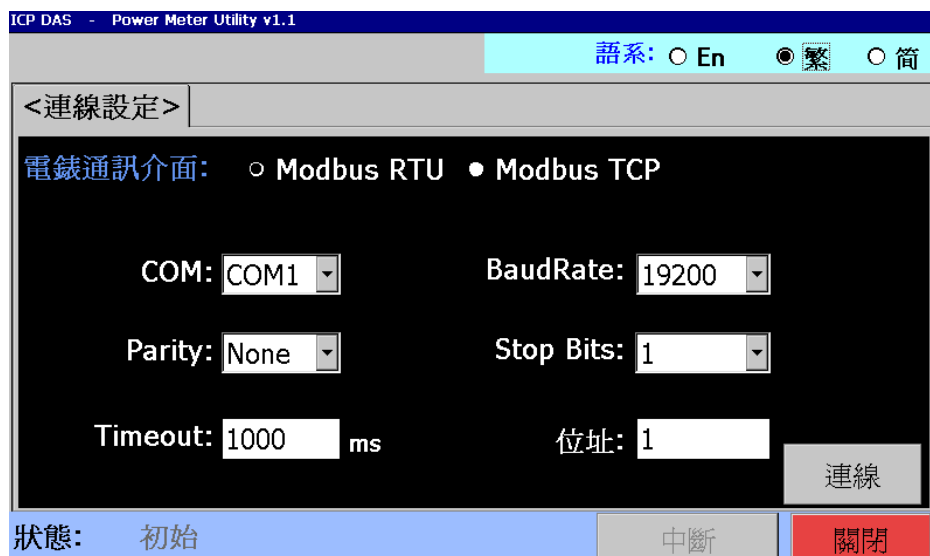 ICP DAS - Power Meter Utility v1.1
語系: En 繁 简
<連線設定>
電錶通訊介面: Modbus RTU Modbus TCP
COM: COM1 BaudRate: 19200
Parity: None Stop Bits: 1
Timeout: 1000 ms 位址: 1
連線
狀態: 初始 中斷 關閉